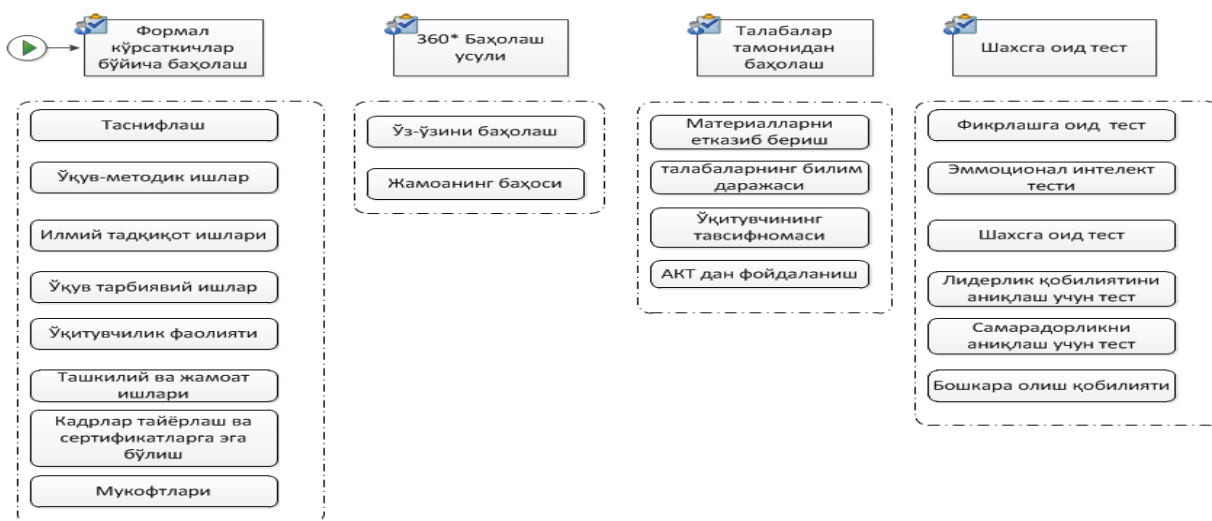 Формал
кўрсаткичлар
бўйича баҳолаш
360* Баҳолаш
усули
Талабалар
тамонидан
баҳолаш
Шахсга оид тест
Таснифлаш
Ўқув-методик ишлар
Илмий тадқиқот ишлари
Ўқув тарбиявий ишлар
Ўқитувчилик фаолияти
Ташкилий ва жамоат
ишлари
Кадрлар тайёрлаш ва
сертификатларга эга
бўлиш
Мукофтлари
Ўз-ўзини баҳолаш
Жамоанинг баҳоси
Материалларни
етказиб бериш
талабаларнинг билим
даражаси
Ўқитувчининг
тавсифномаси
АКТ дан фойдаланиш
Фикрлашга оид тест
Эммоционал интелект
тести
Шахсга оид тест
Лидерлик қобилиятини
аниқлаш учун тест
Самарадорликни
аниқлаш учун тест
Бошкара олиш қобилияти